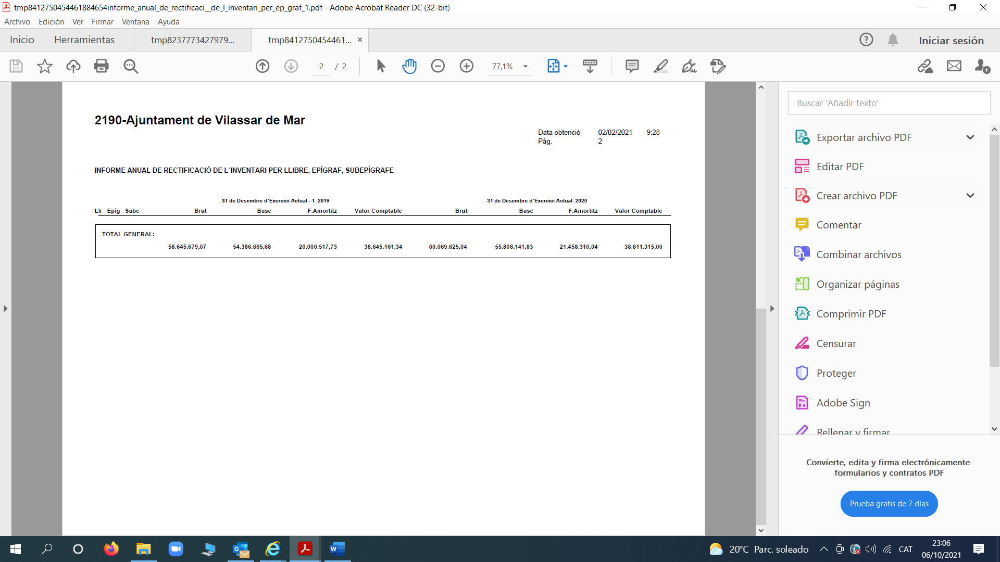 tmp8412750454461884654informe_anual_de_rectificaci__de_l_inventari_per_ep_graf_1.pdf - Adobe Acrobat Reader DC (32-bit)
Archivo Edición Ver Firmar Ventana Ayuda
Inicio Herramientas tmp8237773427979... tmp8412750454461... Iniciar sesión
2 / 2 77,1%
2190-Ajuntament de Vilassar de Mar
Data obtenció 02/02/2021 9:28
Pàg. 2
INFORME ANUAL DE RECTIFICACIÓ DE L´INVENTARI PER LLIBRE, EPÍGRAF, SUBEPÍGRAFE
31 de Desembre d´Exercici Actual - 1 2019 31 de Desembre d´Exercici Actual 2020
Lli Epíg Sube Brut Base F.Amortitz Valor Comptable Brut Base F.Amortitz Valor Comptable
TOTAL GENERAL:
58.645.679,07 54.386.665,68 20.000.517,73 38.645.161,34 60.069.625,04 55.808.141,83 21.458.310,04 38.611.315,00
Buscar 'Añadir texto'
Exportar archivo PDF
Editar PDF
Crear archivo PDF
Comentar
Combinar archivos
Organizar páginas
Comprimir PDF
Censurar
Proteger
Adobe Sign
Rellenar y firmar
Convierte, edita y firma electrónicamente
formularios y contratos PDF
Prueba gratis de 7 días
20°C Parc. soleado CAT 23:06
06/10/2021